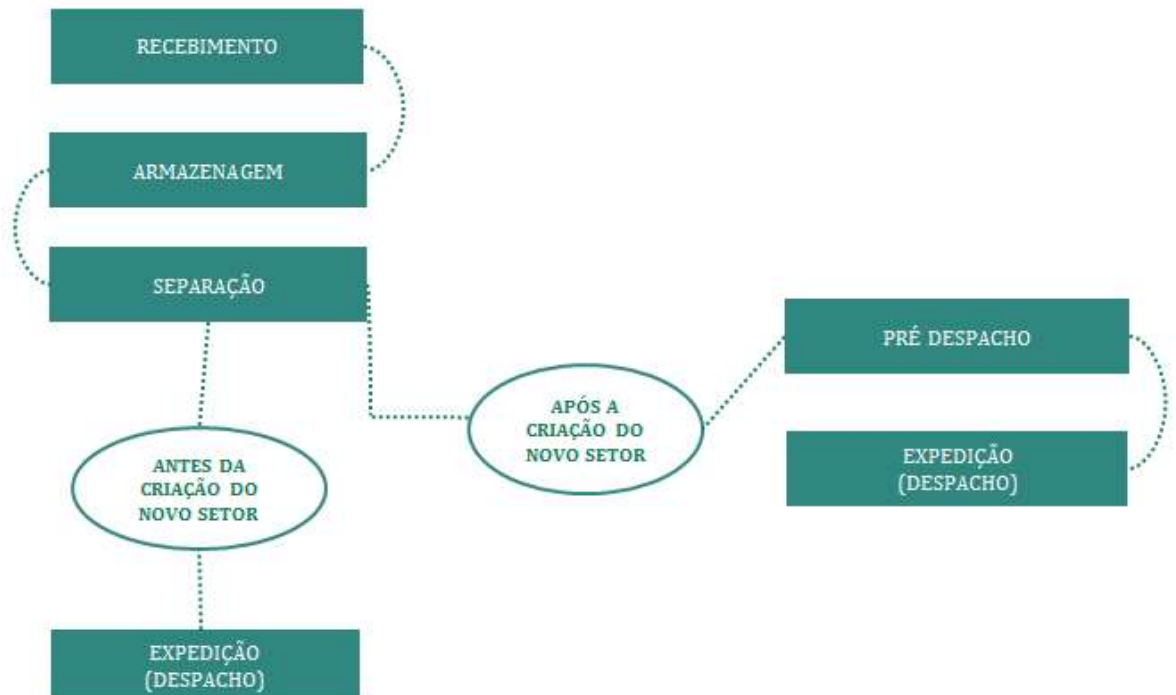 RECEBIMENTO
ARMAZENAGEM
SEPARAÇÃO
PRÉ DESPACHO
APÓS A
CRIAÇÃO DO
NOVO SETOR
EXPEDIÇÃO
(DESPACHO)
ANTES DA
CRIAÇÃO DO
NOVO SETOR
EXPEDIÇÃO
(DESPACHO)